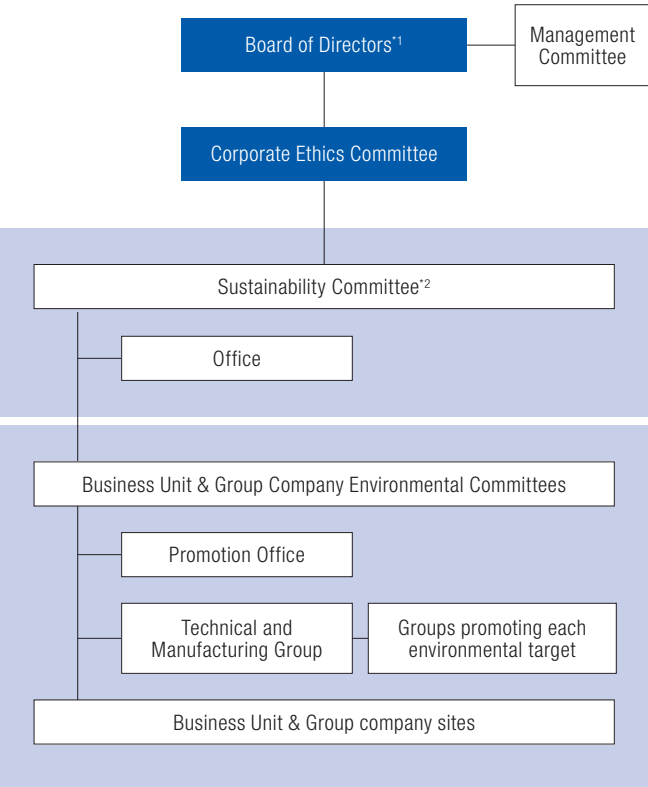 Board of Directors*1
Management
Committee
Corporate Ethics Committee
Sustainability Committee*2
Office
Business Unit & Group Company Environmental Committees
Promotion Office
Technical and
Manufacturing Group
Groups promoting each
environmental target
Business Unit & Group company sites